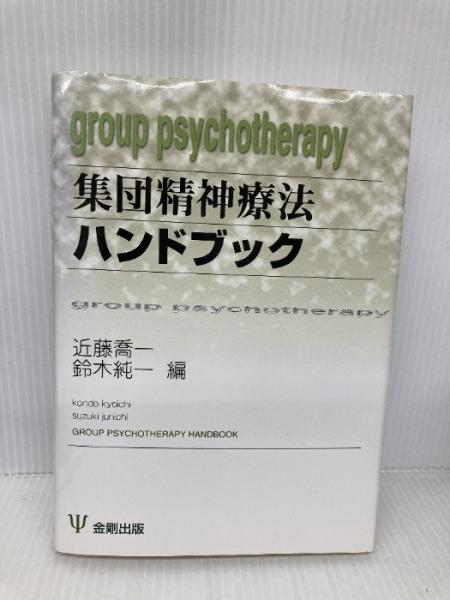 group psychotherapy
集団精神療法
ハンドブック
group psychotherapy
近藤喬一
鈴木純一 編
kondo kyoichi
suzuki junichi
GROUP PSYCHOTHERAPY HANDBOOK
Ψ 金剛出版